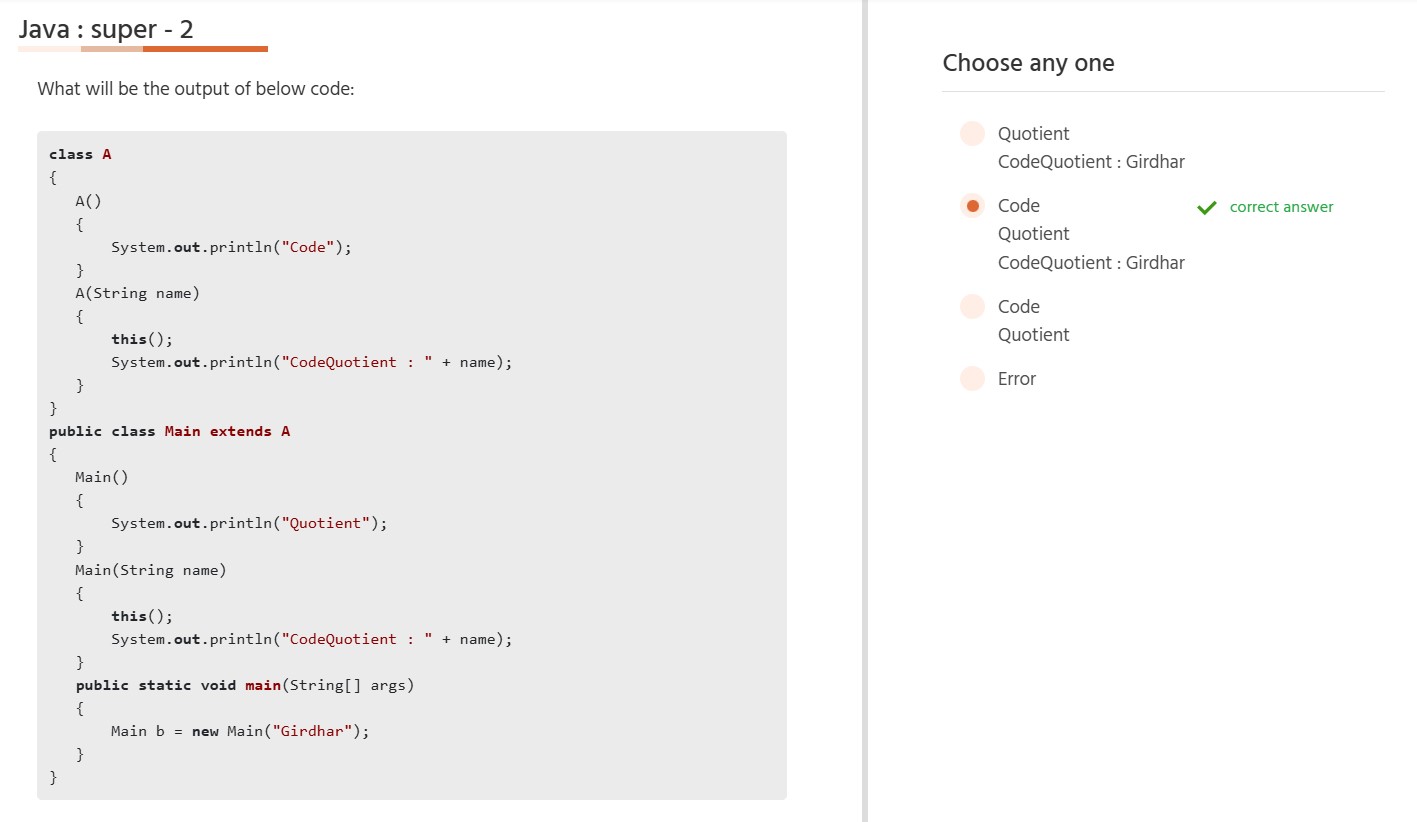 Java : super - 2
What will be the output of below code:
class A
{
A()
{
System.out.println("Code");
}
A(String name)
{
this();
System.out.println("CodeQuotient : " + name);
}
}
public class Main extends A
{
Main()
{
System.out.println("Quotient");
}
Main(String name)
{
this();
System.out.println("CodeQuotient : " + name);
}
public static void main(String[] args)
{
Main b = new Main("Girdhar");
}
}
Choose any one
Quotient
CodeQuotient : Girdhar
Code
correct answer
Quotient
CodeQuotient : Girdhar
Code
Quotient
Error